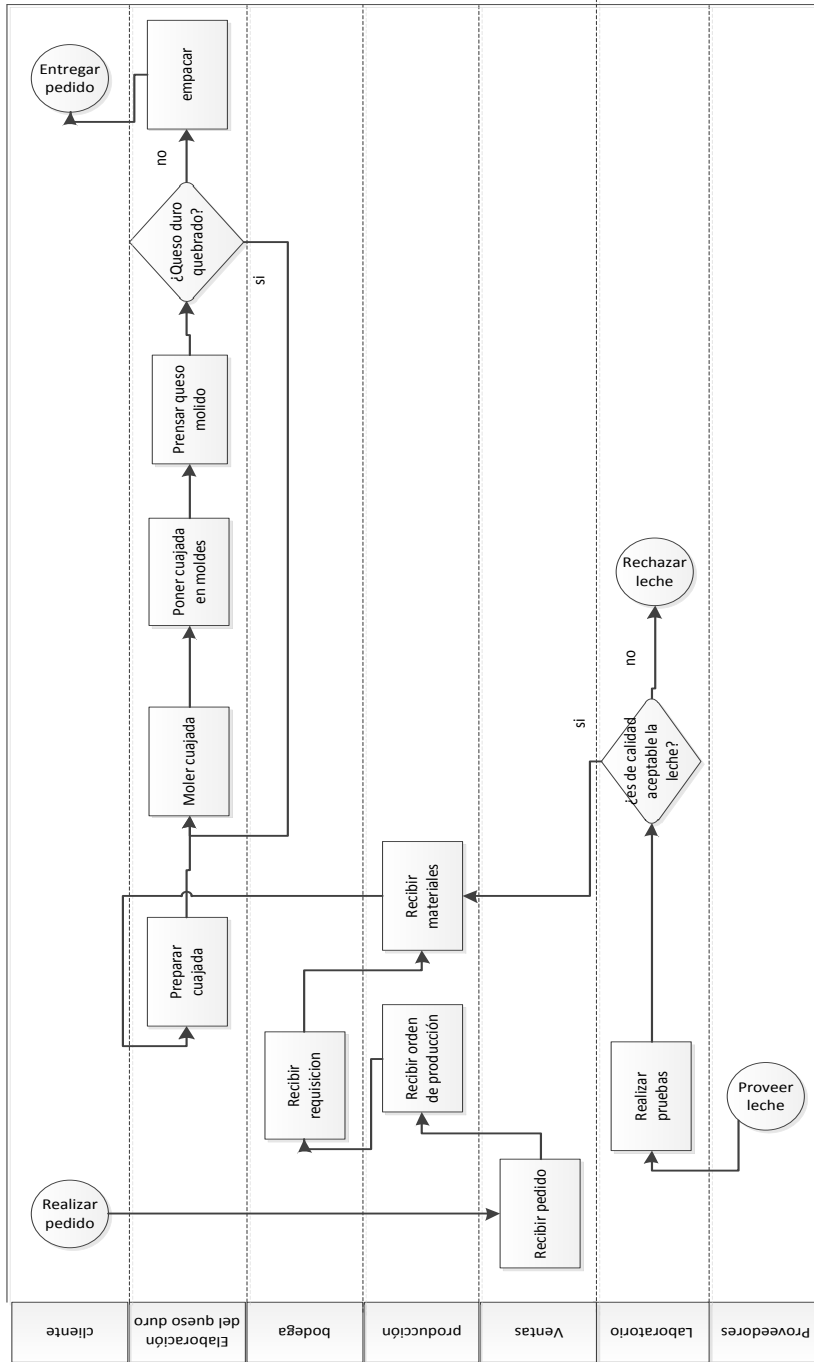 cliente
Elaboración
del queso duro
bodega
producción
Ventas
Laboratorio
Proveedores
Realizar
pedido
Entregar
pedido
Preparar
cuajada
Moler cuajada
Poner cuajada
en moldes
Prensar queso
molido
¿Queso duro
quebrado?
no
si
empacar
Recibir
requisicion
Recibir orden
de producción
Recibir
materiales
Recibir pedido
Realizar
pruebas
¿es de calidad
aceptable la
leche?
si
no
Rechazar
leche
Proveer
leche